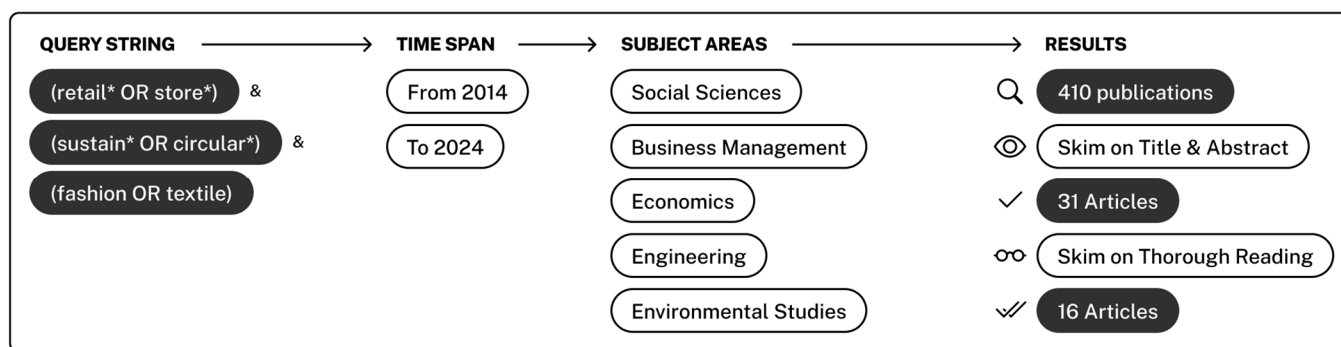 QUERY STRING
(retail* OR store*) &
(sustain* OR circular*) &
(fashion OR textile)
TIME SPAN
From 2014
To 2024
SUBJECT AREAS
Social Sciences
Business Management
Economics
Engineering
Environmental Studies
RESULTS
410 publications
Skim on Title & Abstract
31 Articles
Skim on Thorough Reading
16 Articles